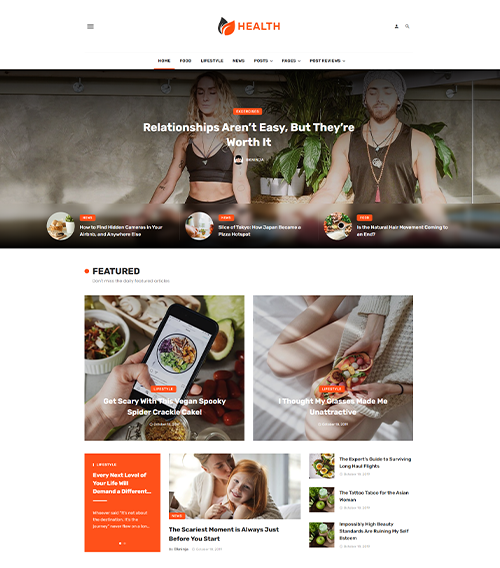 HEALTH
HOME FOOD LIFESTYLE NEWS POSTS PAGES POST REVIEWS
Relationships Aren't Easy, But They're
Worth It
NEWS
How to Find Hidden Cameras in Your
Airbnb, and Anywhere Else
Slice of Tokyo: How Japan Became a
Pizza Hotspot
FOOD
Is the Natural Hair Movement Coming to
an End?
FEATURED
Don't miss the daily featured articles
LIFESTYLE
Get Scary With This Vegan Spooky
Spider Crackle Cake!
October 18, 2019
LIFESTYLE
I Thought My Glasses Made Me
Unattractive
October 18, 2019
LIFESTYLE
Every Next Level of
Your Life Will
Demand a Different...
Whoever said "It's not about
the destination. It's the
journey" never flew on a lon...
NEWS
The Scariest Moment is Always Just
Before You Start
October 18, 2019
The Expert's Guide to Surviving
Long Haul Flights
October 18, 2019
The Tattoo Taboo for the Asian
Woman
October 18, 2019
Impossibly High Beauty
Standards Are Ruining My Self
Esteem
October 18, 2019